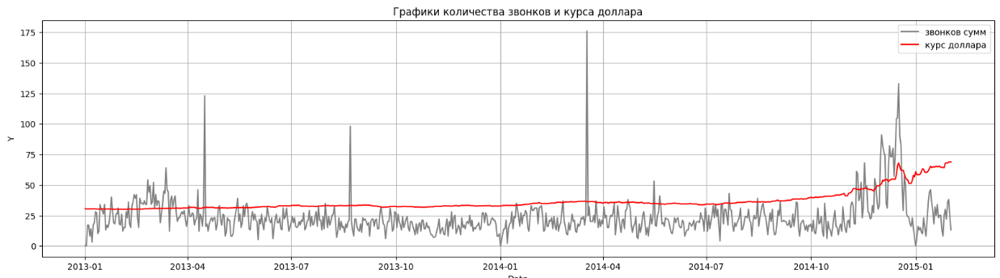 Графики количества звонков и курса доллара
звонков сумм
курс доллара
175
150
125
100
75
50
25
0
Y
2013-01 2013-04 2013-07 2013-10 2014-01 2014-04 2014-07 2014-10 2015-01